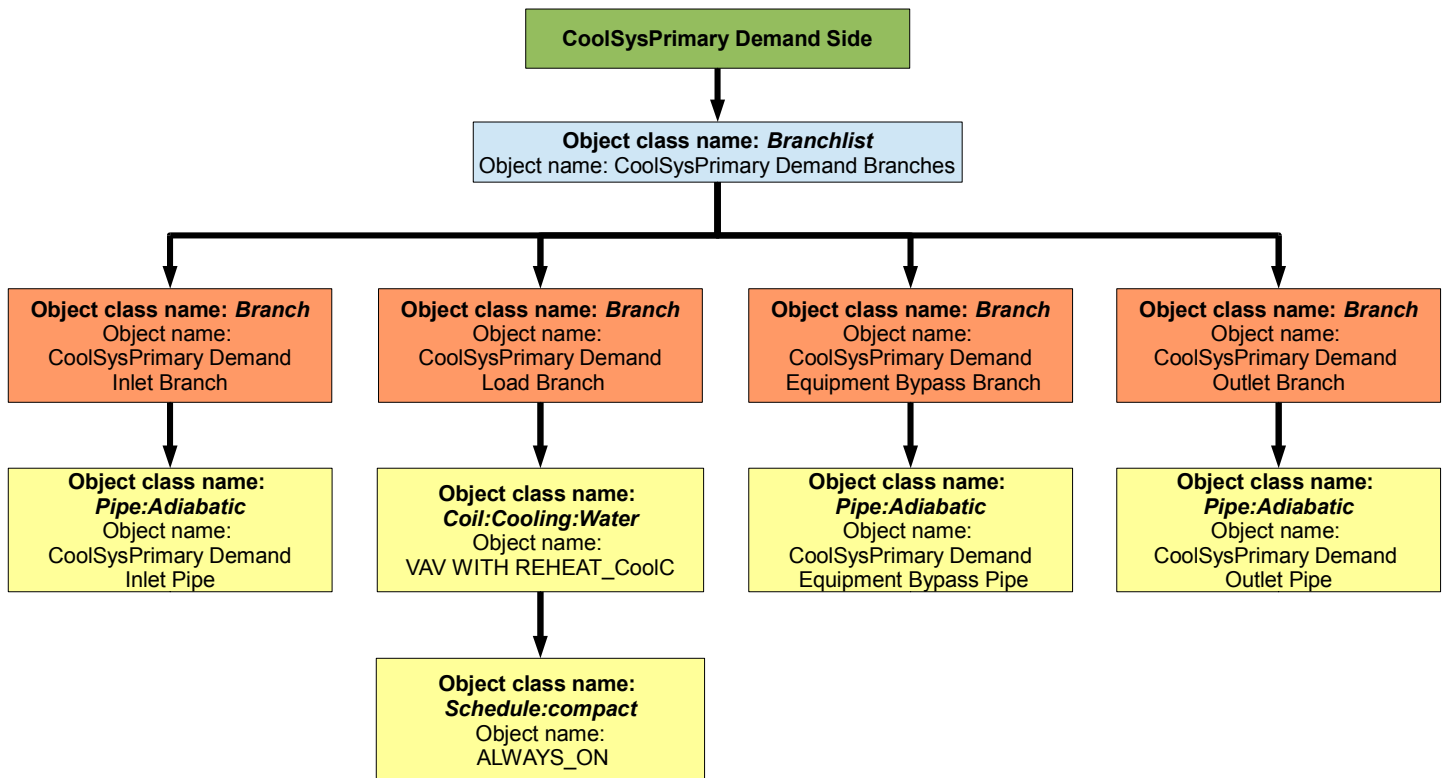 CoolSysPrimary Demand Side
Object class name: Branchlist
Object name: CoolSysPrimary Demand Branches
Object class name: Branch
Object name:
CoolSysPrimary Demand
Inlet Branch
Object class name: Branch
Object name:
CoolSysPrimary Demand
Load Branch
Object class name: Branch
Object name:
CoolSysPrimary Demand
Equipment Bypass Branch
Object class name: Branch
Object name:
CoolSysPrimary Demand
Outlet Branch
Object class name:
Pipe:Adiabatic
Object name:
CoolSysPrimary Demand
Inlet Pipe
Object class name:
Coil:Cooling:Water
Object name:
VAV WITH REHEAT_CoolC
Object class name:
Pipe:Adiabatic
Object name:
CoolSysPrimary Demand
Equipment Bypass Pipe
Object class name:
Pipe:Adiabatic
Object name:
CoolSysPrimary Demand
Outlet Pipe
Object class name:
Schedule:compact
Object name:
ALWAYS_ON